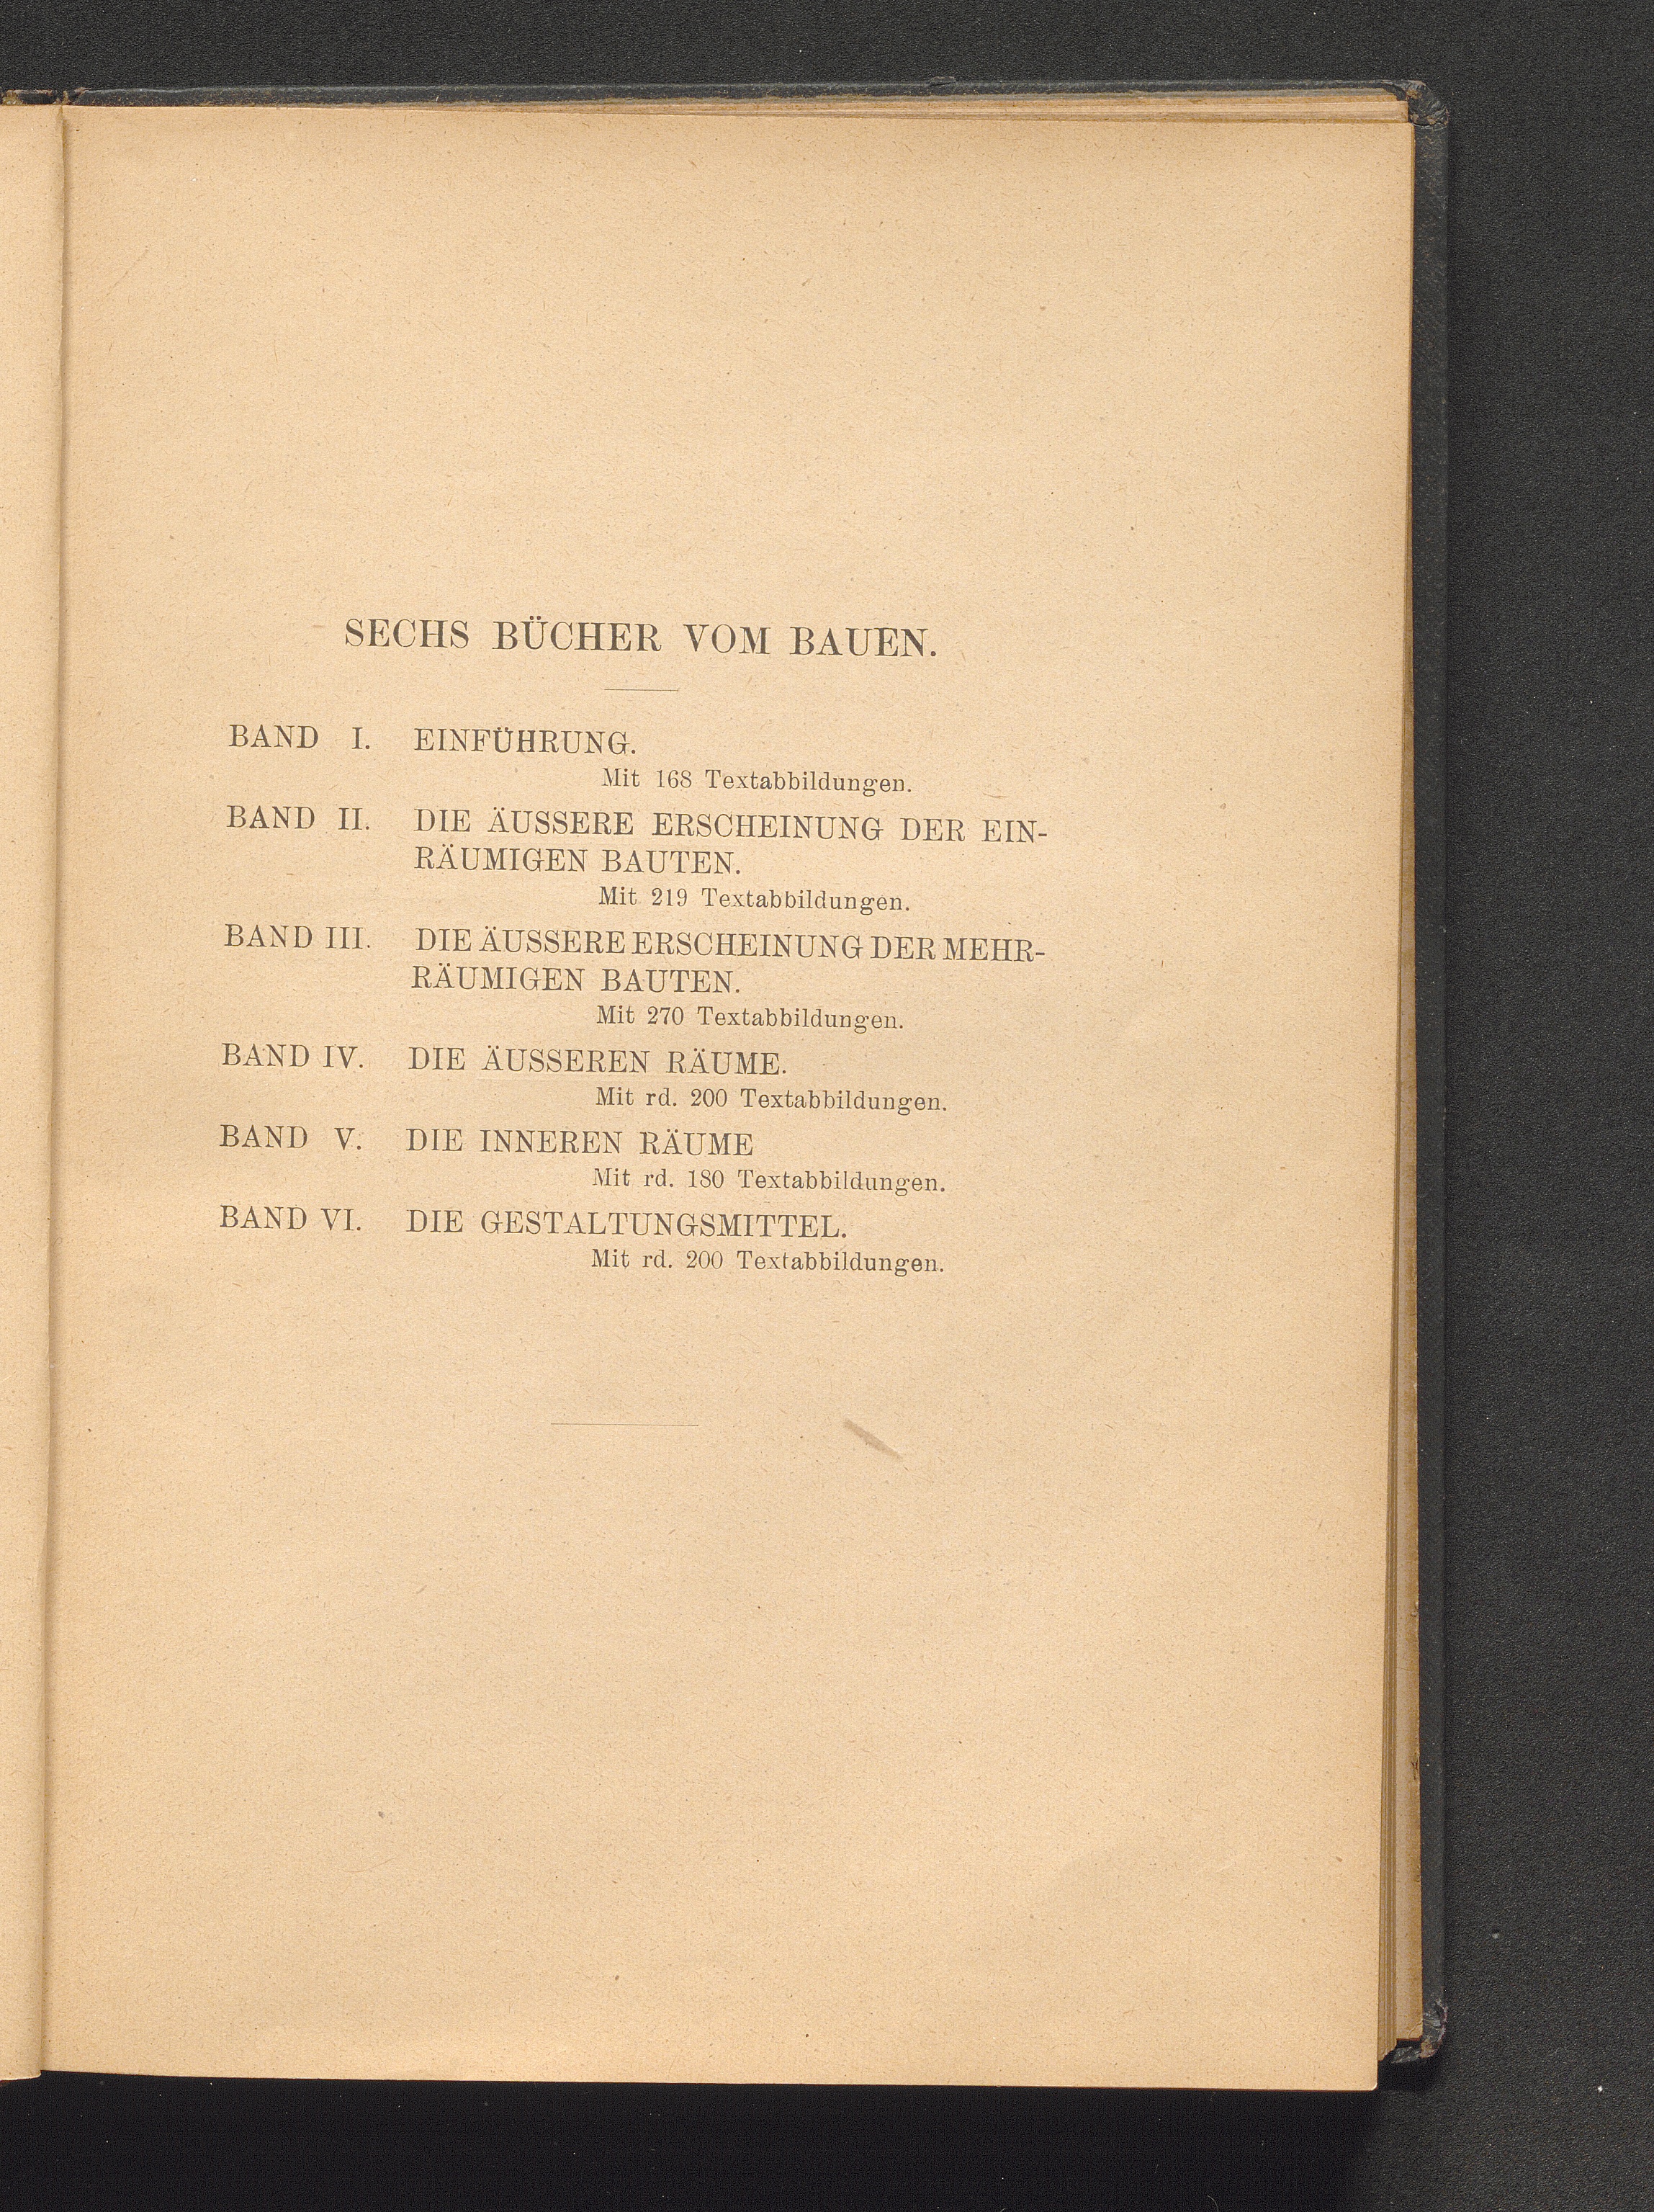 SECHS BÜCHER VOM BAUEN.
BAND I. EINFÜHRUNG.
Mit 168 Textabbildungen.
BAND II. DIE ÄUSSERE ERSCHEINUNG DER EIN-
RÄUMIGEN BAUTEN.
Mit 219 Textabbildungen.
BAND III. DIE ÄUSSERE ERSCHEINUNG DER MEHR-
RÄUMIGEN BAUTEN.
Mit 270 Textabbildungen.
BAND IV. DIE ÄUSSEREN RÄUME.
Mit rd. 200 Textabbildungen.
BAND V. DIE INNEREN RÄUME
Mit rd. 180 Textabbildungen.
BAND VI. DIE GESTALTUNGSMITTEL.
Mit rd. 200 Textabbildungen.